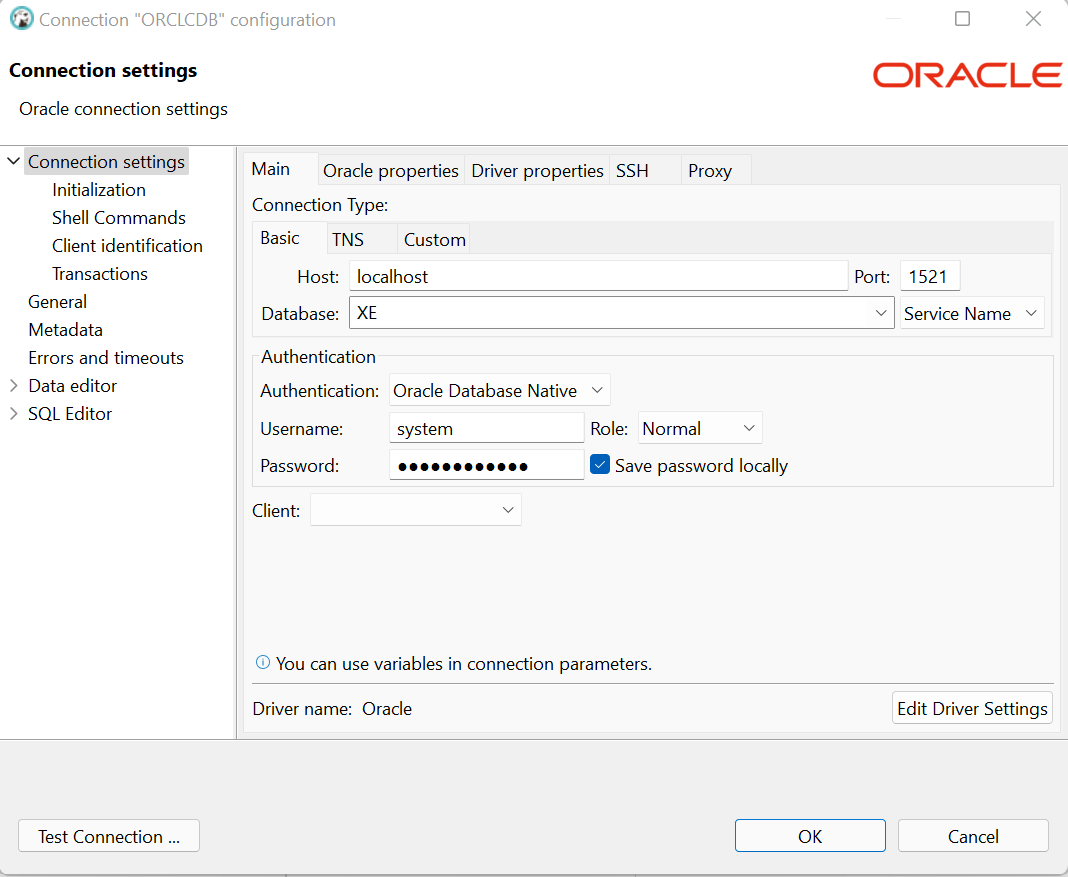 Connection "ORCLCDB" configuration
Connection settings
ORACLE
Oracle connection settings
Connection settings
Initialization
Shell Commands
Client identification
Transactions
General
Metadata
Errors and timeouts
Data editor
SQL Editor
Main Oracle properties Driver properties SSH Proxy
Connection Type:
Basic TNS Custom
Host: localhost Port: 1521
Database: XE Service Name
Authentication
Authentication: Oracle Database Native
Username: system Role: Normal
Password: ●●●●●●●●●●●● Save password locally
Client:
You can use variables in connection parameters.
Driver name: Oracle Edit Driver Settings
Test Connection ... OK Cancel